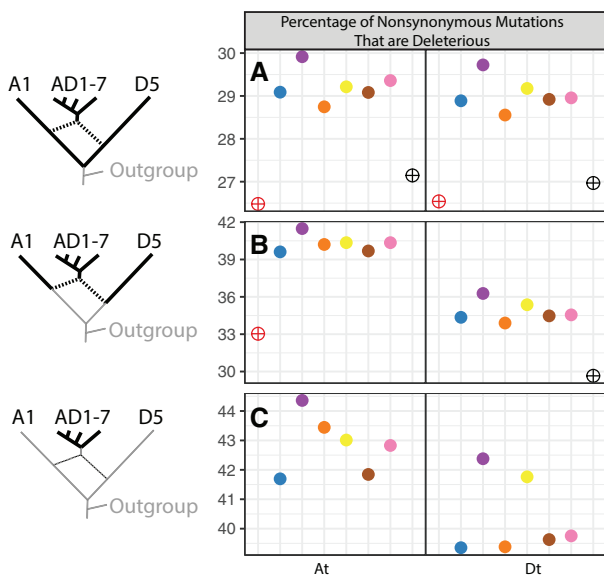 Percentage of Nonsynonymous Mutations
That are Deleterious
A1 AD1-7 D5
Outgroup
A
30
29
28
27
A1 AD1-7 D5
Outgroup
B
42
39
36
33
30
A1 AD1-7 D5
Outgroup
C
44
43
42
41
40
At Dt